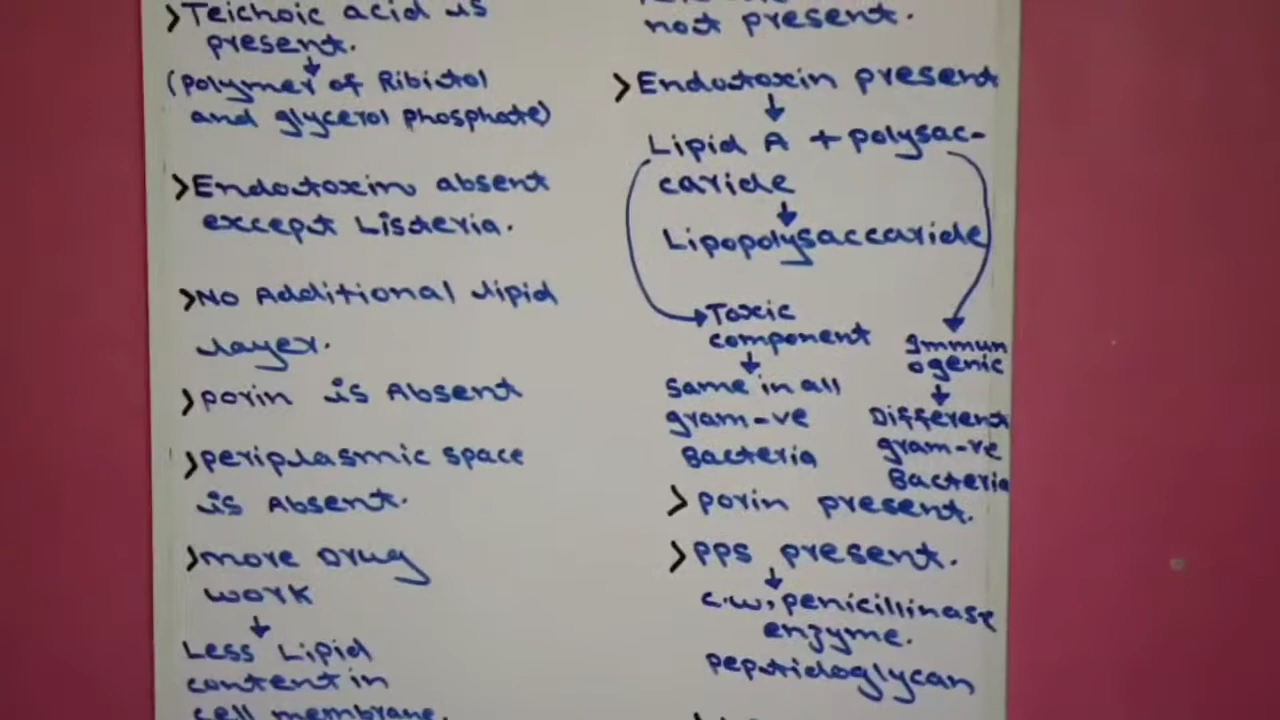 >Teichoic acid is
present.
(polymer of Ribitol
and glycerol phosphate)
>Endotoxin absent
except Listeria.
>No Additional lipid
layer.
>porin is Absent
>periplasmic space
is Absent.
>more Drug
work
Less Lipid
content in
cell membrane.
not present.
>Endotoxin present
Lipid A + polysac-
caride
Lipopolysaccaride
Toxic
component
same in all
gram-ve
Bacteria
Immun
ogenic
Different
gram-ve
Bacteria
>porin present.
>PPS present.
c.w, penicillinase
enzyme.
peptidoglycan